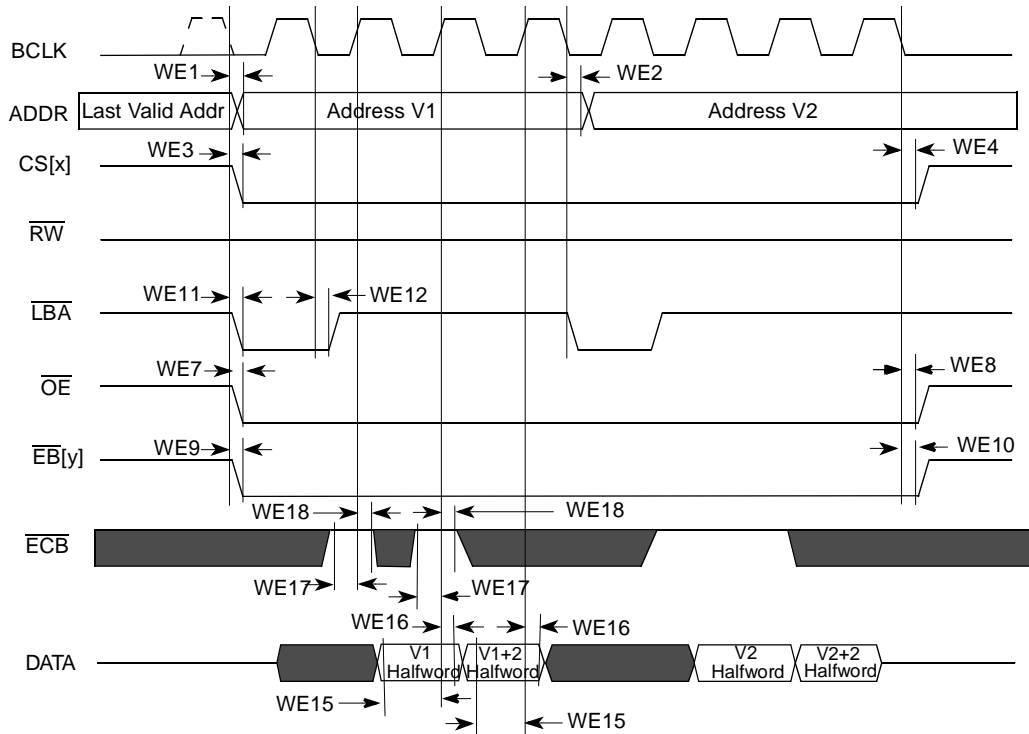 BCLK
WE1
WE2
ADDR
Last Valid Addr
Address V1
Address V2
WE3
WE4
CS[x]
RW
WE11
WE12
LBA
WE7
WE8
OE
WE9
WE10
EB[y]
WE18
WE18
ECB
WE17
WE17
WE16
WE16
DATA
V1
Halfword
V1+2
Halfword
V2
Halfword
V2+2
Halfword
WE15
WE15